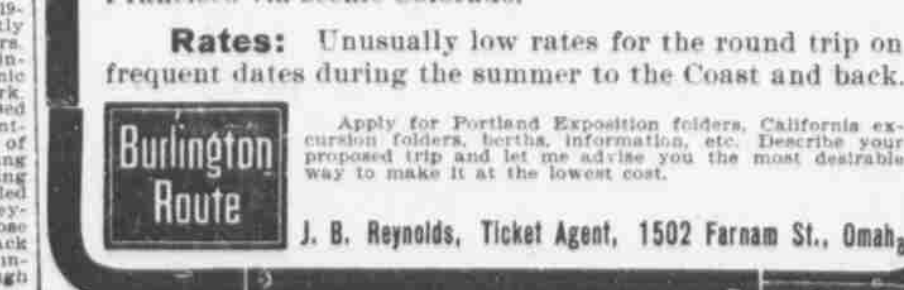 Rates: Unusually low rates for the round trip on
frequent dates during the summer to the Coast and back.
Burlington
Route
Apply for Portland Exposition folders, California ex-
cursion folders, berths, information, etc. Describe your
proposed trip and let me advise you the most desirable
way to make it at the lowest cost.
J. B. Reynolds, Ticket Agent, 1502 Farnam St., Omaha